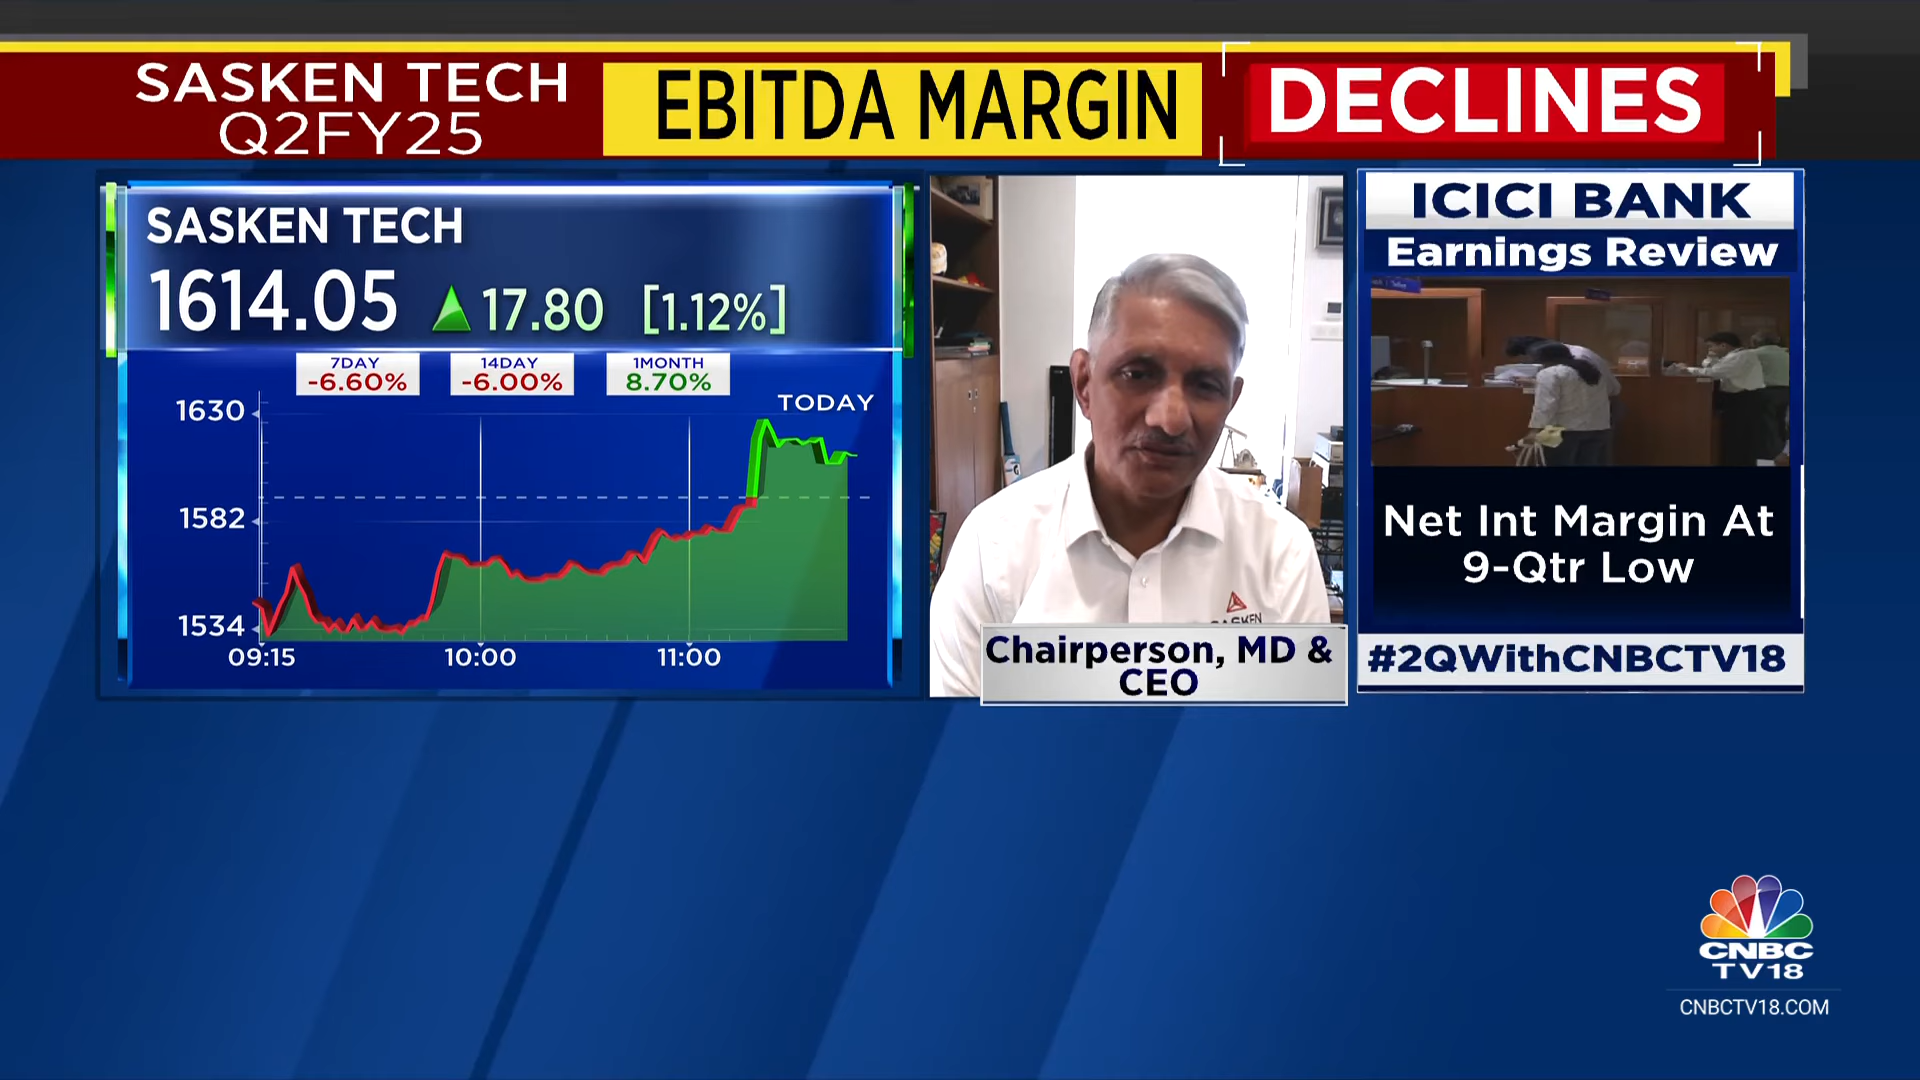 SASKEN TECH
Q2FY25
EBITDA MARGIN
DECLINES
SASKEN TECH
1614.05 17.80 [1.12%]
7DAY
-6.60%
14DAY
-6.00%
1MONTH
8.70%
TODAY
1630
1582
1534
09:15 10:00 11:00
SASKEN
Chairperson, MD &
CEO
ICICI BANK
Earnings Review
Net Int Margin At
9-Qtr Low
#2QWithCNBCTV18
CNBC
TV18
CNBCTV18.COM